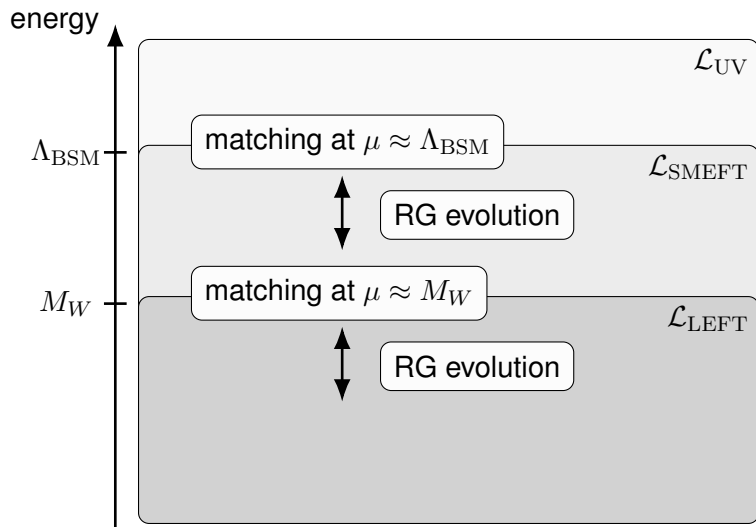 energy
ℒ_UV
Λ_BSM
matching at μ ≈ Λ_BSM
ℒ_SMEFT
RG evolution
M_W
matching at μ ≈ M_W
ℒ_LEFT
RG evolution